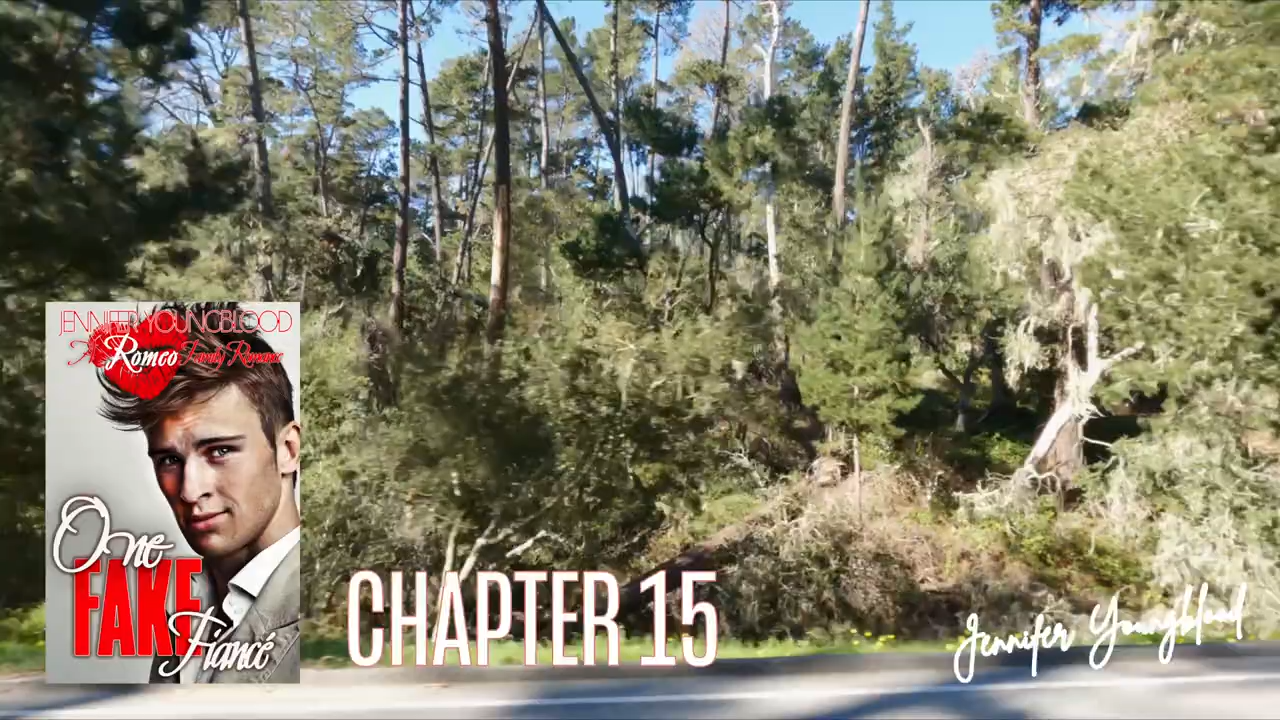 JENNIFER YOUNGBLOOD
A Romeo Family Romance
One
FAKE
Fiancé
CHAPTER 15
Jennifer Youngblood